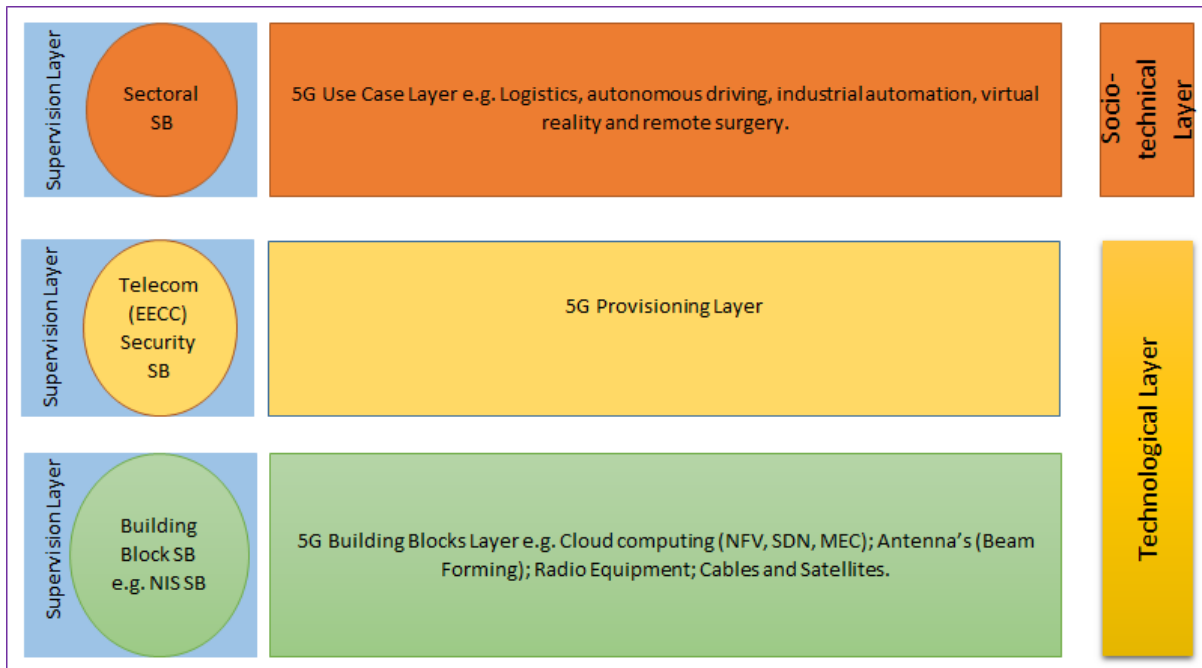 Supervision Layer
Sectoral
SB
5G Use Case Layer e.g. Logistics, autonomous driving, industrial automation, virtual
reality and remote surgery.
Socio-
technical
Layer
Supervision Layer
Telecom
(EECC)
Security
SB
5G Provisioning Layer
Technological Layer
Supervision Layer
Building
Block SB
e.g. NIS SB
5G Building Blocks Layer e.g. Cloud computing (NFV, SDN, MEC); Antenna's (Beam
Forming); Radio Equipment; Cables and Satellites.